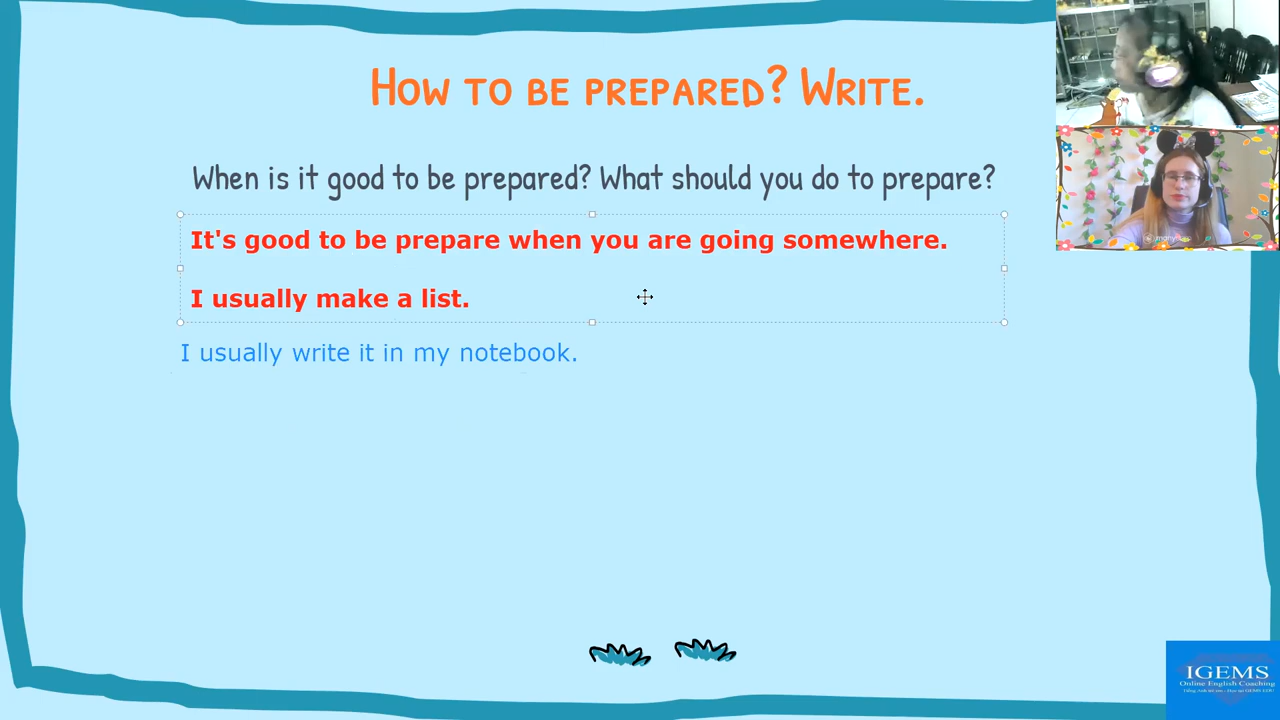 How to be prepared? Write.
When is it good to be prepared? What should you do to prepare?
It's good to be prepare when you are going somewhere.
I usually make a list.
I usually write it in my notebook.
IGEMS
Online English Coaching